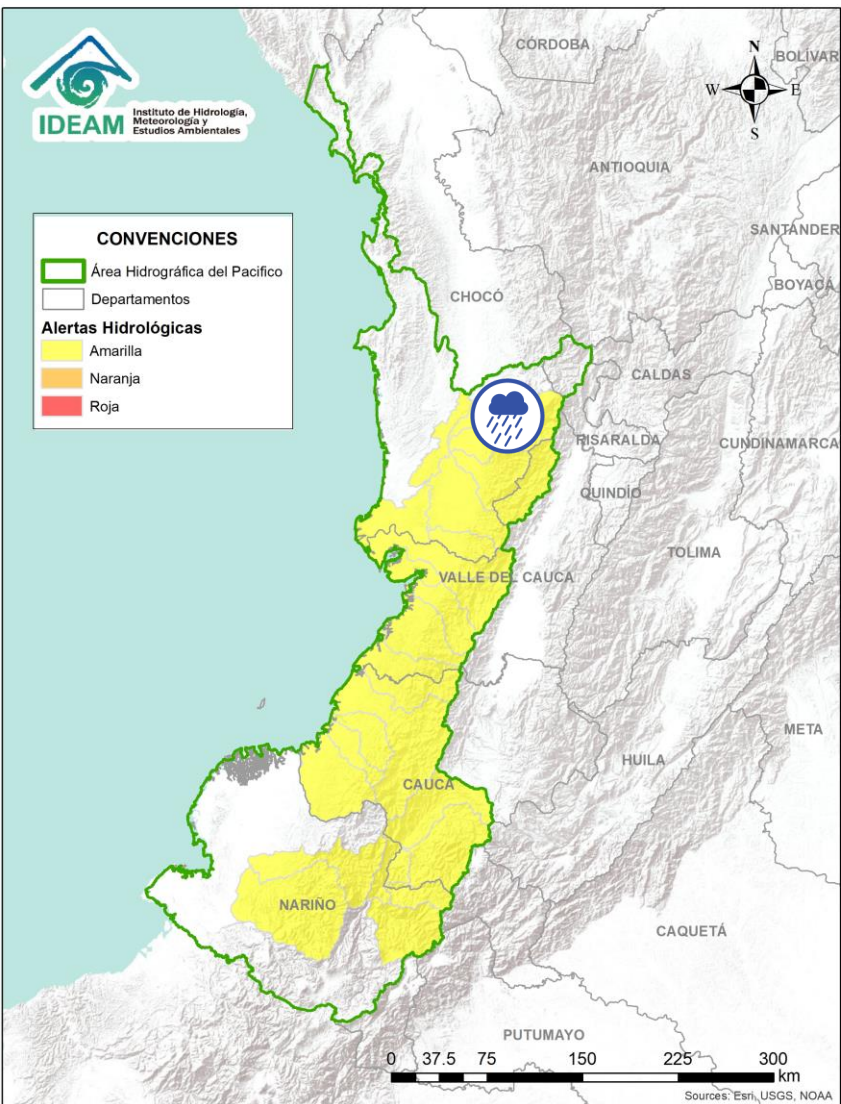 IDEAM
Instituto de Hidrología,
Meteorología y
Estudios Ambientales
CÓRDOBA
N
BOLÍVAR
W
E
S
ANTIOQUIA
SANTANDER
CONVENCIONES
Área Hidrográfica del Pacifico
Departamentos
Alertas Hidrológicas
Amarilla
Naranja
Roja
BOYACÁ
CHOCÓ
CALDAS
RISARALDA
CUNDINAMARCA
QUINDÍO
TOLIMA
VALLE DEL CAUCA
META
HUILA
CAUCA
NARIÑO
CAQUETÁ
PUTUMAYO
0 37.5 75 150 225 300
km
Sources: Esri, USGS, NOAA